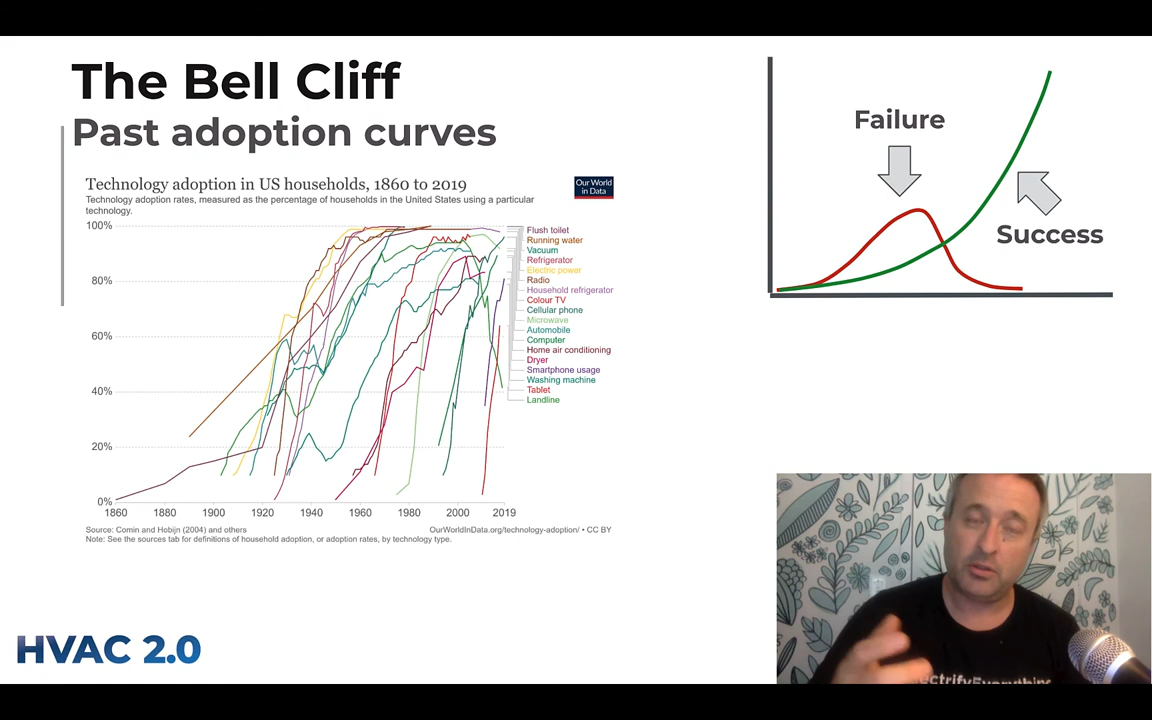 The Bell Cliff
Past adoption curves
Technology adoption in US households, 1860 to 2019
Technology adoption rates, measured as the percentage of households in the United States using a particular
technology.
Our World
in Data
100%
80%
60%
40%
20%
0%
1860
1880
1900
1920
1940
1960
1980
2000
2019
Flush toilet
Running water
Vacuum
Refrigerator
Electric power
Radio
Household refrigerator
Colour TV
Cellular phone
Microwave
Automobile
Computer
Home air conditioning
Dryer
Smartphone usage
Washing machine
Tablet
Landline
Source: Comin and Hobijn (2004) and others
OurWorldInData.org/technology-adoption/ • CC BY
Note: See the sources tab for definitions of household adoption, or adoption rates, by technology type.
Failure
Success
HVAC 2.0